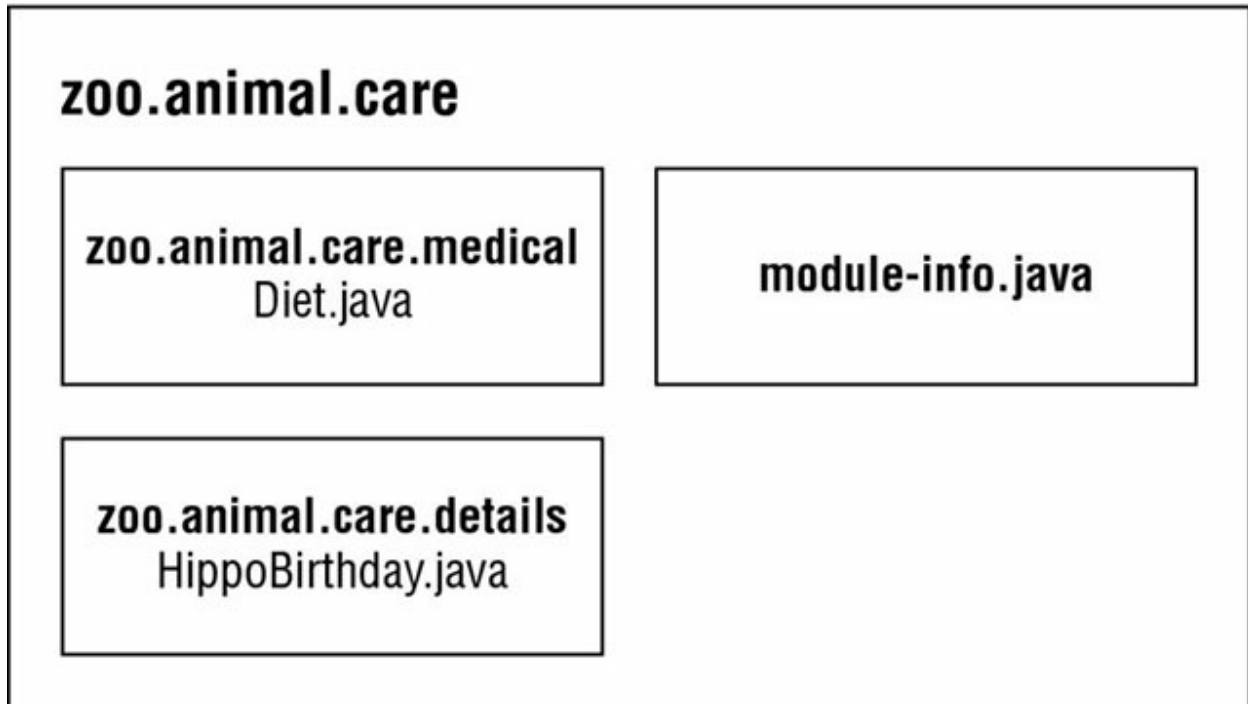 zoo.animal.care
zoo.animal.care.medical
Diet.java
module-info.java
zoo.animal.care.details
HippoBirthday.java